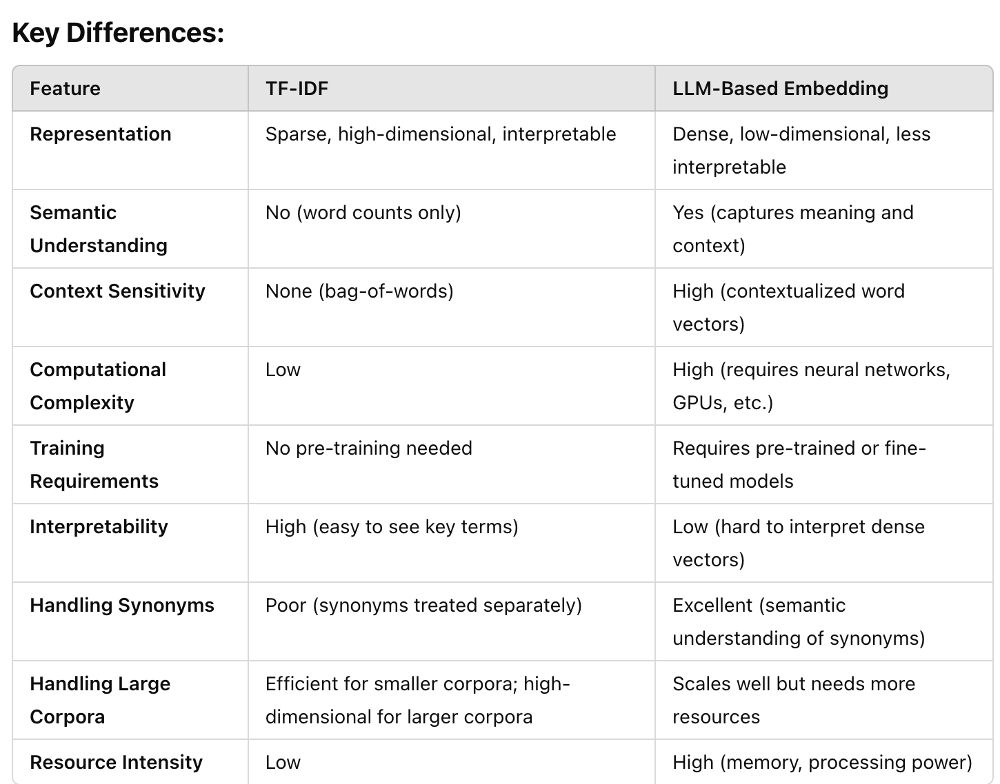 Key Differences:
Feature TF-IDF LLM-Based Embedding
Representation Sparse, high-dimensional, interpretable Dense, low-dimensional, less
interpretable
Semantic No (word counts only) Yes (captures meaning and
Understanding context)
Context Sensitivity None (bag-of-words) High (contextualized word
vectors)
Computational Low High (requires neural networks,
Complexity GPUs, etc.)
Training No pre-training needed Requires pre-trained or fine-
Requirements tuned models
Interpretability High (easy to see key terms) Low (hard to interpret dense
vectors)
Handling Synonyms Poor (synonyms treated separately) Excellent (semantic
understanding of synonyms)
Handling Large Efficient for smaller corpora; high- Scales well but needs more
Corpora dimensional for larger corpora resources
Resource Intensity Low High (memory, processing power)